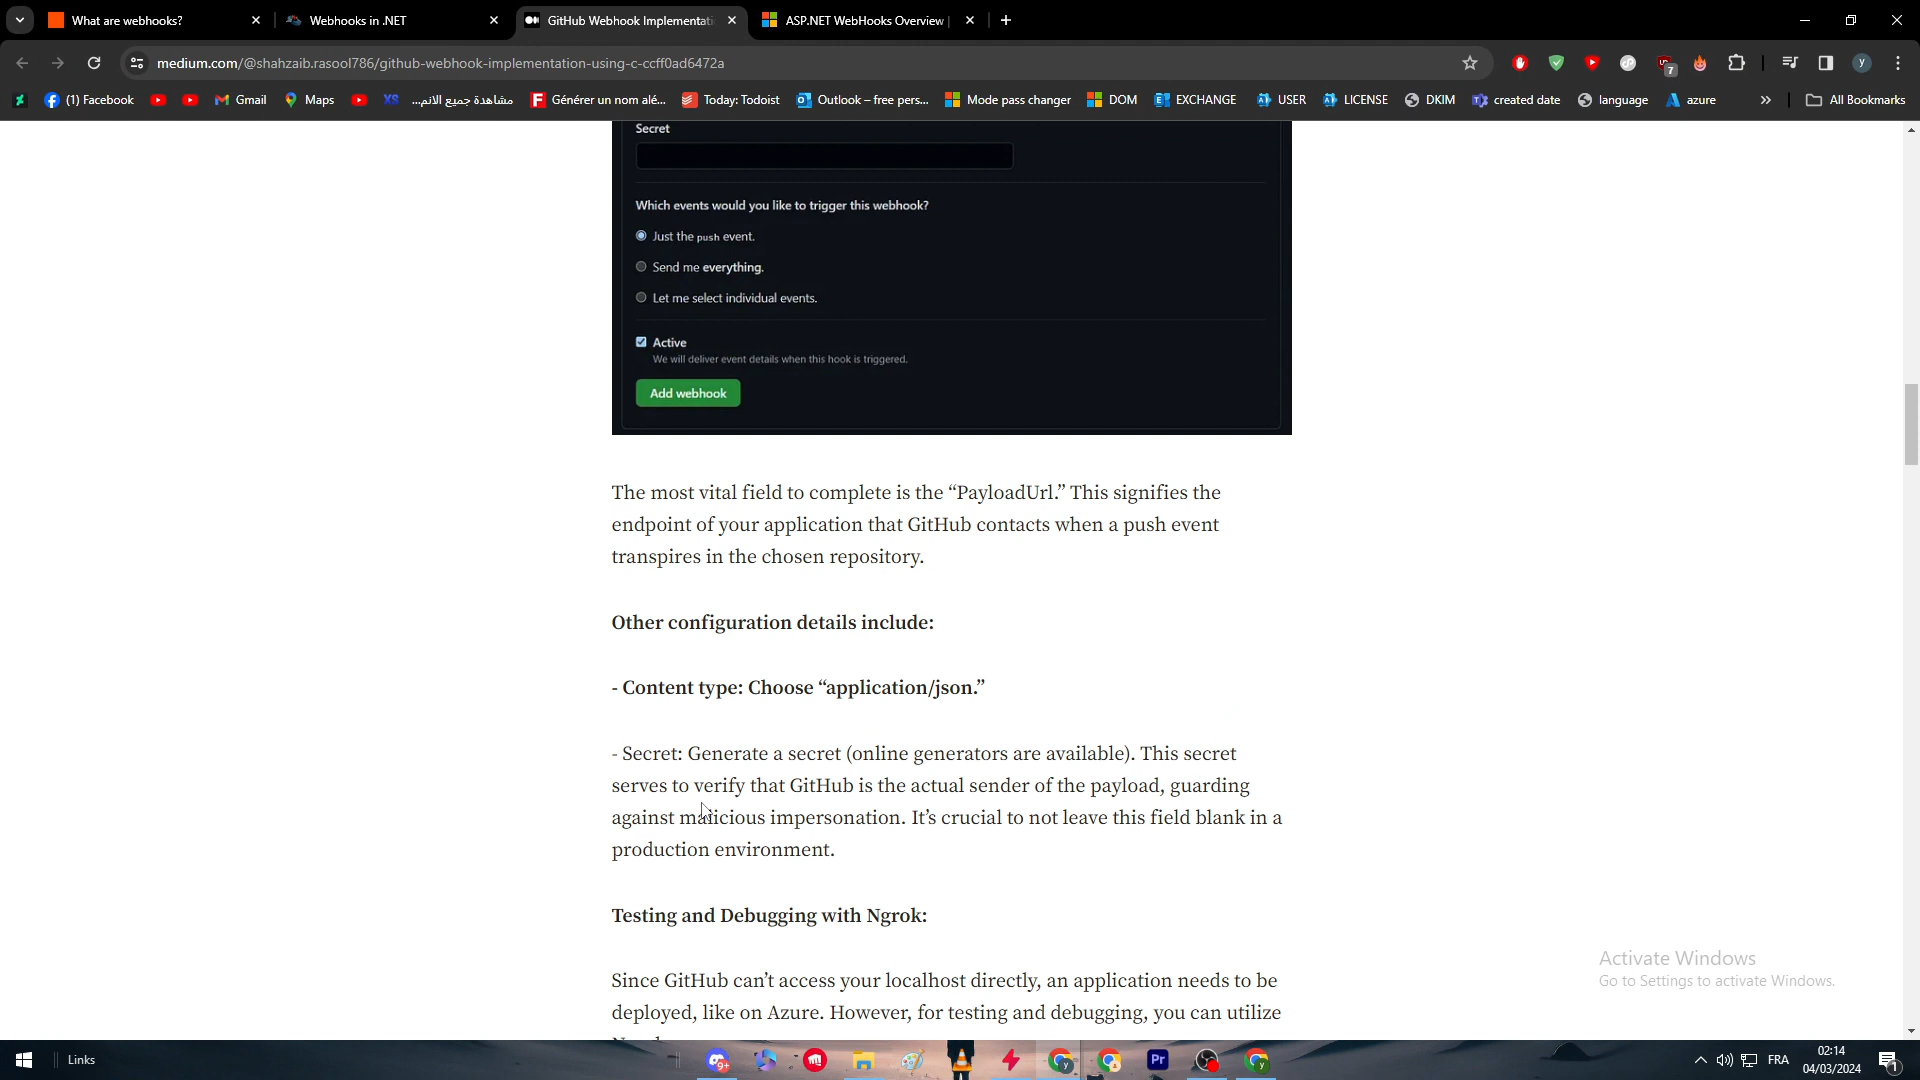 What are webhooks?
Webhooks in .NET
GitHub Webhook Implementati
ASP.NET WebHooks Overview |
medium.com/@shahzaib.rasool786/github-webhook-implementation-using-c-ccff0ad6472a
7
y
(1) Facebook
Gmail
Maps
XS
مشاهدة جميع الانم...
Générer un nom alé...
Today: Todoist
Outlook – free pers...
Mode pass changer
DOM
EXCHANGE
USER
LICENSE
DKIM
created date
language
azure
»
All Bookmarks
Secret
Which events would you like to trigger this webhook?
Just the push event.
Send me everything.
Let me select individual events.
Active
We will deliver event details when this hook is triggered.
Add webhook
The most vital field to complete is the “PayloadUrl.” This signifies the
endpoint of your application that GitHub contacts when a push event
transpires in the chosen repository.
Other configuration details include:
- Content type: Choose “application/json.”
- Secret: Generate a secret (online generators are available). This secret
serves to verify that GitHub is the actual sender of the payload, guarding
against malicious impersonation. It’s crucial to not leave this field blank in a
production environment.
Testing and Debugging with Ngrok:
Since GitHub can’t access your localhost directly, an application needs to be
deployed, like on Azure. However, for testing and debugging, you can utilize
Activate Windows
Go to Settings to activate Windows.
Links
9+
Pr
FRA
02:14
04/03/2024
1